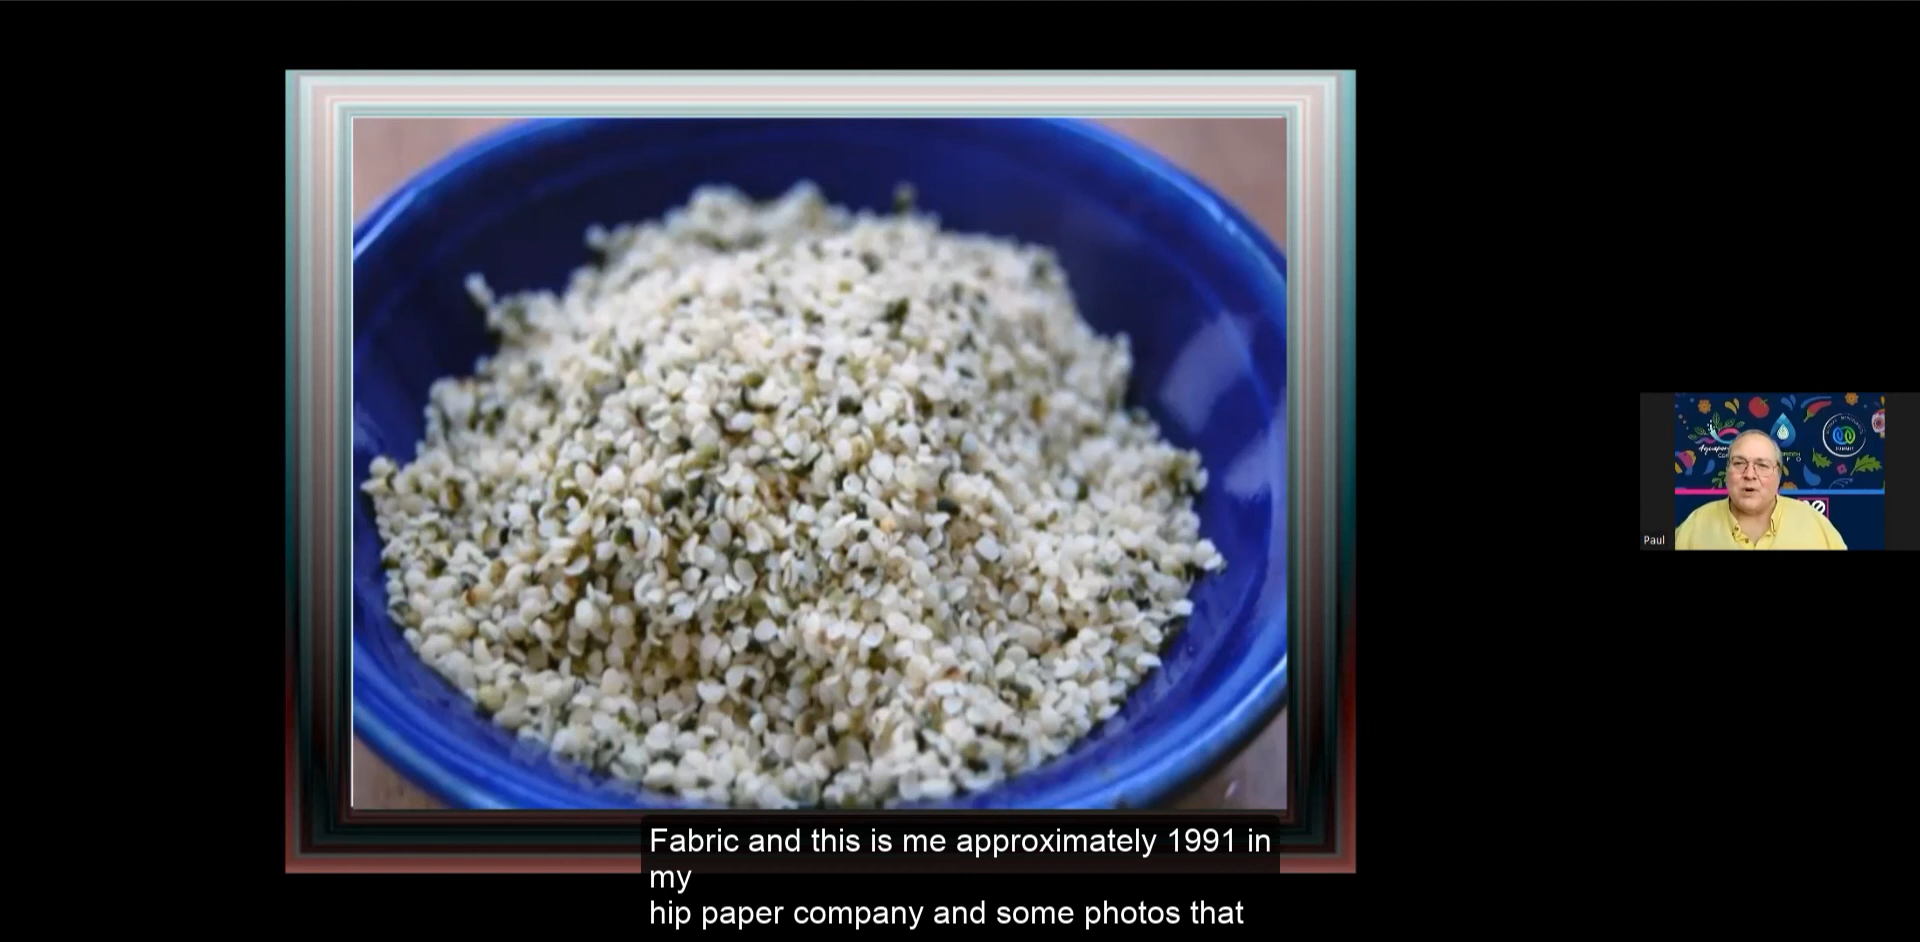 Paul
Fabric and this is me approximately 1991 in
my
hip paper company and some photos that